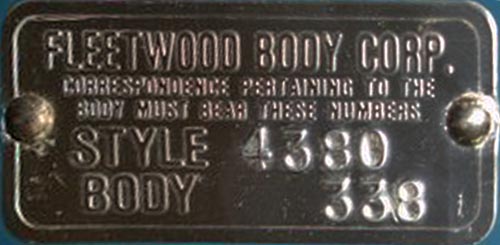 FLEETWOOD BODY CORP.
CORRESPONDENCE PERTAINING TO THE
BODY MUST BEAR THESE NUMBERS
STYLE 4380
BODY 338